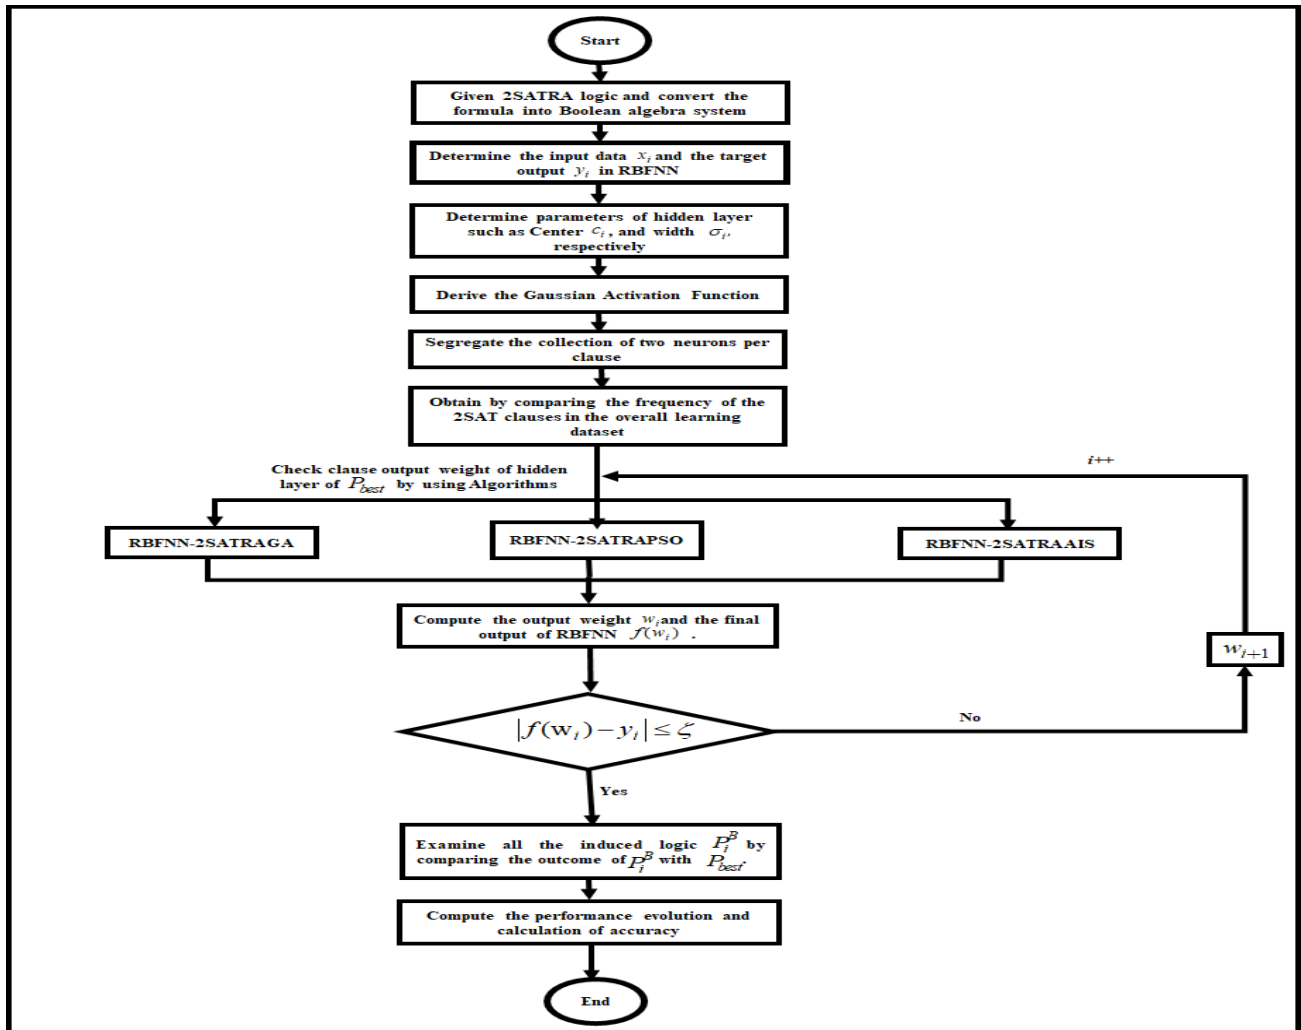 Start
Given 2SATRA logic and convert the
formula into Boolean algebra system
Determine the input data x_i and the target
output y_i in RBFNN
Determine parameters of hidden layer
such as Center c_i, and width σ_i,
respectively
Derive the Gaussian Activation Function
Segregate the collection of two neurons per
clause
Obtain by comparing the frequency of the
2SAT clauses in the overall learning
dataset
Check clause output weight of hidden
layer of P_best by using Algorithms
i++
RBFNN-2SATRAGA
RBFNN-2SATRAPSO
RBFNN-2SATRAAIS
Compute the output weight w_i and the final
output of RBFNN f(w_i) .
w_{i+1}
|f(w_i) − y_i| ≤ ζ
No
Yes
Examine all the induced logic P_i^B by
comparing the outcome of P_i^B with P_best.
Compute the performance evolution and
calculation of accuracy
End